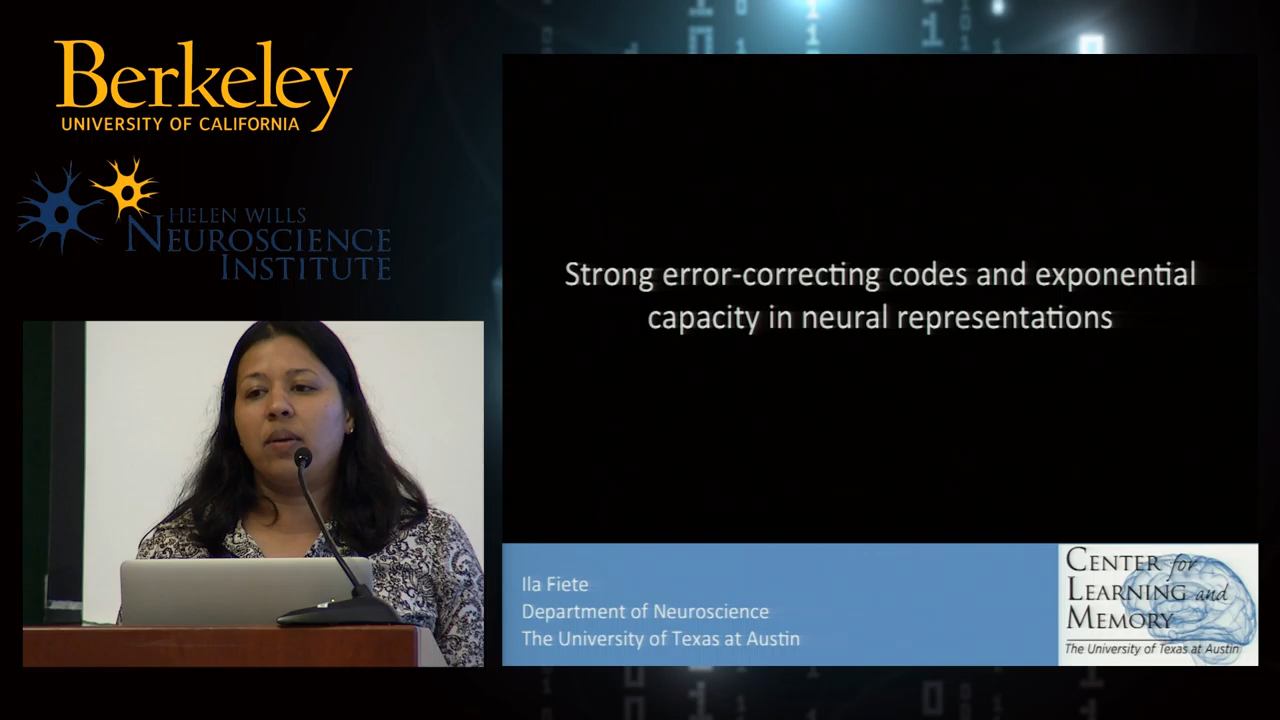 Berkeley
UNIVERSITY OF CALIFORNIA
HELEN WILLS
NEUROSCIENCE
INSTITUTE
Strong error-correcting codes and exponential
capacity in neural representations
Ila Fiete
Department of Neuroscience
The University of Texas at Austin
CENTER for
LEARNING and
MEMORY
The University of Texas at Austin